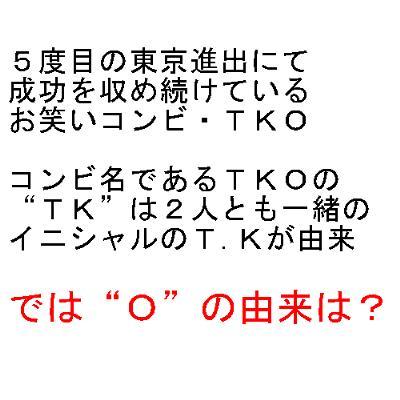 ５度目の東京進出にて
成功を収め続けている
お笑いコンビ・ＴＫＯ
コンビ名であるＴＫＯの
“ＴＫ”は２人とも一緒の
イニシャルのＴ.Ｋが由来
では“Ｏ”の由来は？